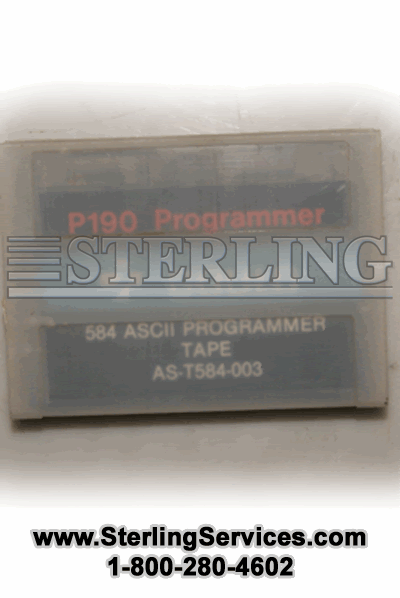 P190 Programmer
STERLING
584 ASCII PROGRAMMER
TAPE
AS-T584-003
www.SterlingServices.com
1-800-280-4602